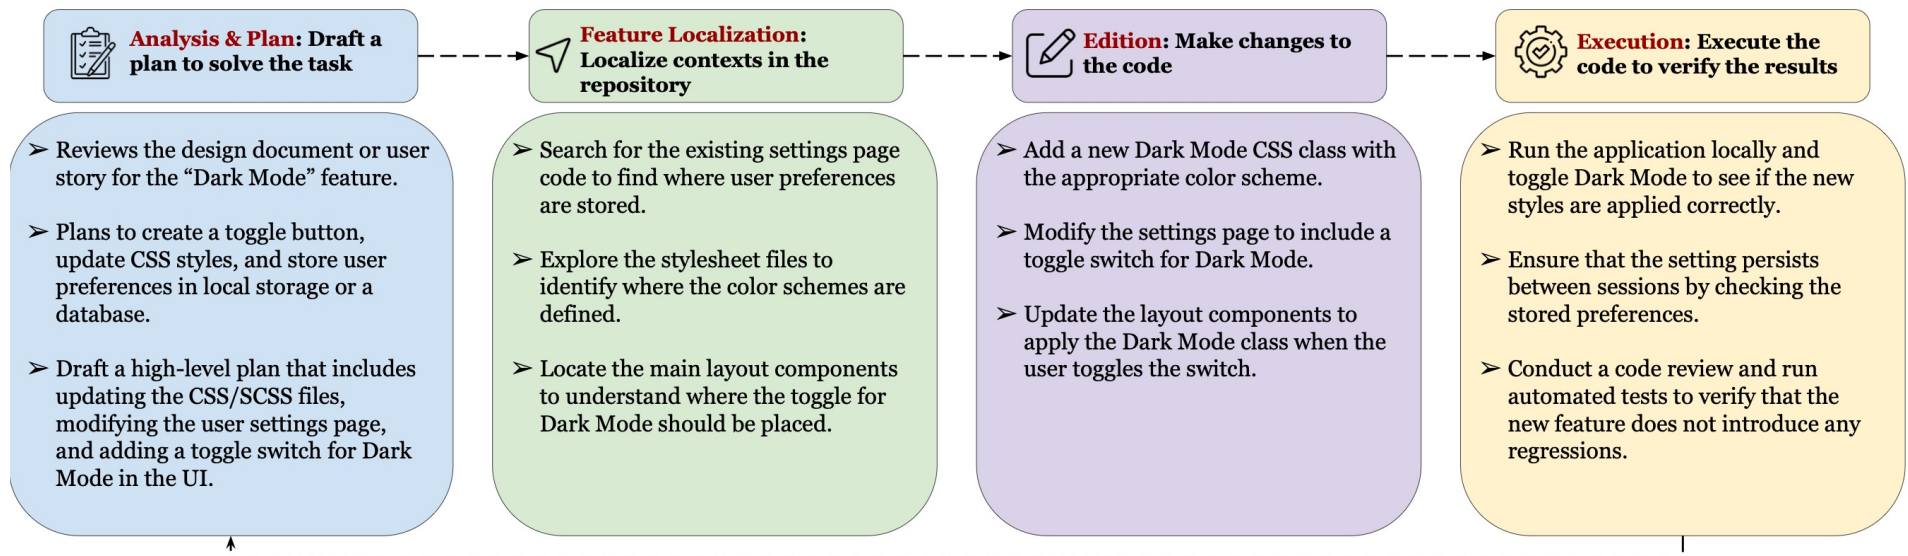 Analysis & Plan: Draft a
plan to solve the task
Feature Localization:
Localize contexts in the
repository
Edition: Make changes to
the code
Execution: Execute the
code to verify the results
➢ Reviews the design document or user
story for the “Dark Mode” feature.
➢ Plans to create a toggle button,
update CSS styles, and store user
preferences in local storage or a
database.
➢ Draft a high-level plan that includes
updating the CSS/SCSS files,
modifying the user settings page,
and adding a toggle switch for Dark
Mode in the UI.
➢ Search for the existing settings page
code to find where user preferences
are stored.
➢ Explore the stylesheet files to
identify where the color schemes are
defined.
➢ Locate the main layout components
to understand where the toggle for
Dark Mode should be placed.
➢ Add a new Dark Mode CSS class with
the appropriate color scheme.
➢ Modify the settings page to include a
toggle switch for Dark Mode.
➢ Update the layout components to
apply the Dark Mode class when the
user toggles the switch.
➢ Run the application locally and
toggle Dark Mode to see if the new
styles are applied correctly.
➢ Ensure that the setting persists
between sessions by checking the
stored preferences.
➢ Conduct a code review and run
automated tests to verify that the
new feature does not introduce any
regressions.